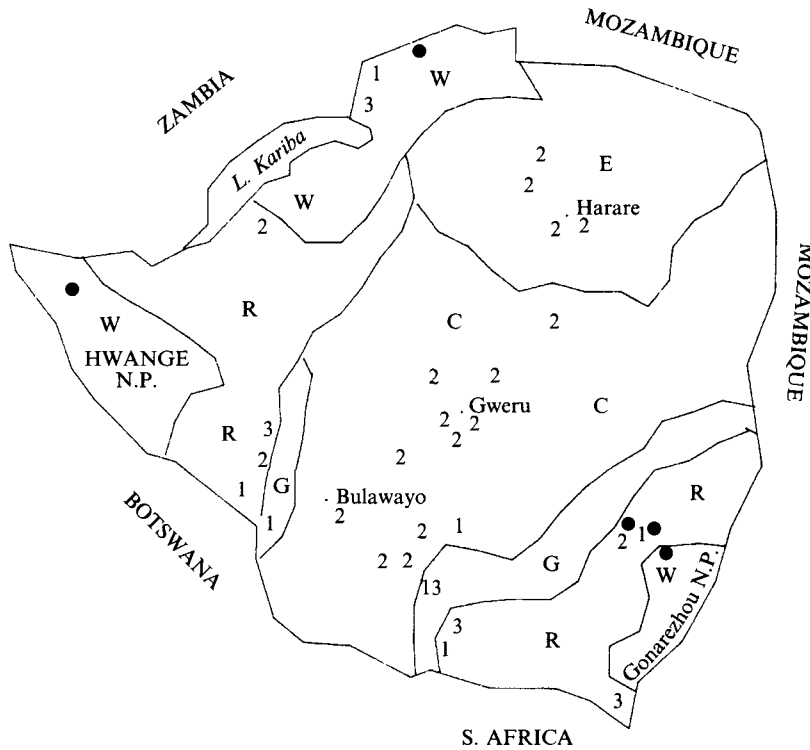 MOZAMBIQUE
ZAMBIA
1
W
3
L. Kariba
2
E
W
2
Harare
2
2 2
MOZAMBIQUE
R
C
2
W
HWANGE
N.P.
2
2
Gweru
C
2
2
2
R
3
2
2
1
G
Bulawayo
R
BOTSWANA
1
2
2
1
2
1
2
2
G
W
13
Gonarezhou N.P.
3
R
1
3
S. AFRICA